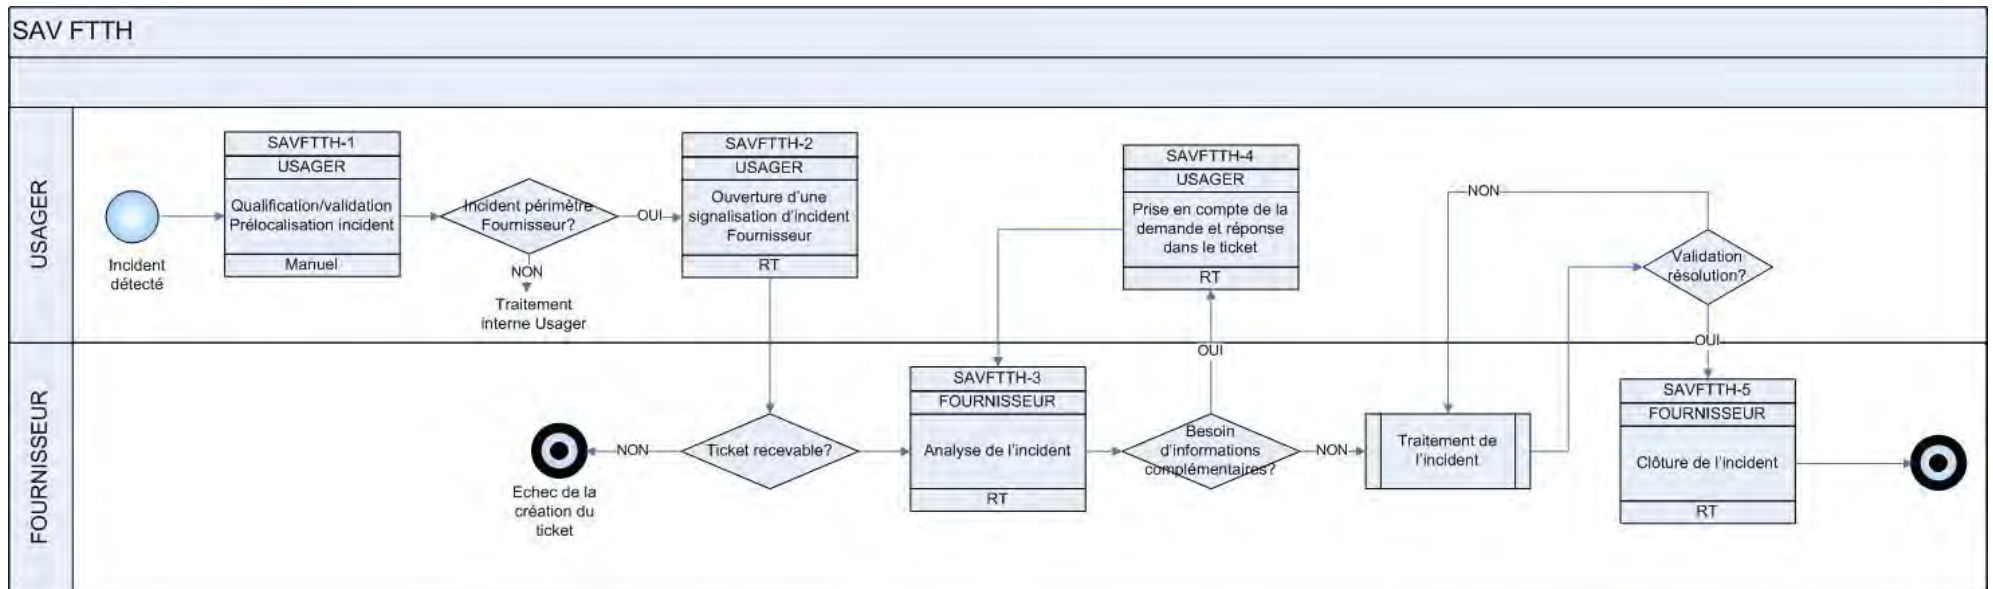 SAV FTTH
USAGER
Incident
détecté
SAVFTTH-1
USAGER
Qualification/validation
Prélocalisation incident
Manuel
Incident périmètre
Fournisseur?
OUI
NON
Traitement
interne Usager
SAVFTTH-2
USAGER
Ouverture d'une
signalisation d'incident
Fournisseur
RT
SAVFTTH-4
USAGER
Prise en compte de la
demande et réponse
dans le ticket
RT
NON
Validation
résolution?
OUI
OUI
FOURNISSEUR
Echec de la
création du
ticket
NON
Ticket recevable?
SAVFTTH-3
FOURNISSEUR
Analyse de l'incident
RT
Besoin
d'informations
complémentaires?
NON
Traitement de
l'incident
SAVFTTH-5
FOURNISSEUR
Clôture de l'incident
RT